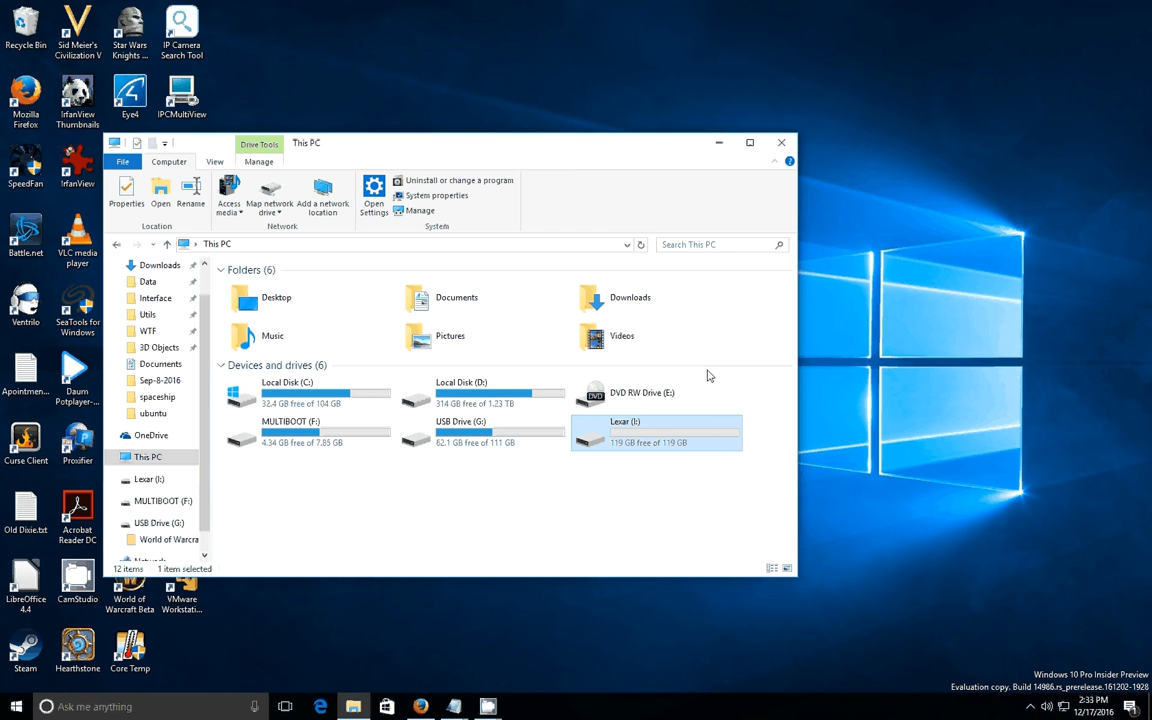 Recycle Bin
Sid Meier's
Civilization V
Star Wars
Knights ...
IP Camera
Search Tool
Mozilla
Firefox
IrfanView
Thumbnails
Eye4
IPCMultiView
SpeedFan
IrfanView
Battle.net
VLC media
player
Ventrilo
SeaTools for
Windows
Apointmen...
Daum
Potplayer-...
Curse Client
Proxifier
Old Dixie.txt
Acrobat
Reader DC
LibreOffice
4.4
CamStudio
World of
Warcraft Beta
VMware
Workstati...
Steam
Hearthstone
Core Temp
Drive Tools
This PC
File
Computer
View
Manage
Properties
Open
Rename
Access
media
Map network
drive
Add a network
location
Open
Settings
Uninstall or change a program
System properties
Manage
Location
Network
System
This PC
Search This PC
Downloads
Data
Interface
Utils
WTF
3D Objects
Documents
Sep-8-2016
spaceship
ubuntu
OneDrive
This PC
Lexar (I:)
MULTIBOOT (F:)
USB Drive (G:)
World of Warcra
Network
Folders (6)
Desktop
Documents
Downloads
Music
Pictures
Videos
Devices and drives (6)
Local Disk (C:)
32.4 GB free of 104 GB
Local Disk (D:)
314 GB free of 1.23 TB
DVD RW Drive (E:)
MULTIBOOT (F:)
4.34 GB free of 7.85 GB
USB Drive (G:)
62.1 GB free of 111 GB
Lexar (I:)
119 GB free of 119 GB
12 items
1 item selected
Windows 10 Pro Insider Preview
Evaluation copy. Build 14986.rs_prerelease.161202-1928
Ask me anything
2:33 PM
12/17/2016